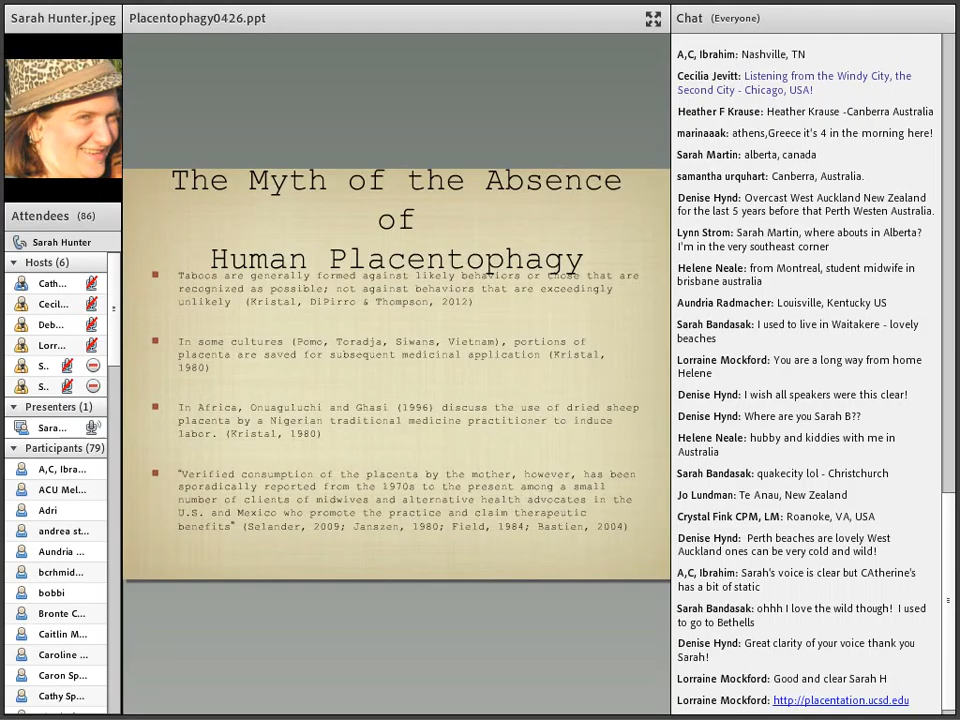 Sarah Hunter.jpeg
Attendees (86)
Sarah Hunter
Hosts (6)
Cath...
Cecil...
Deb...
Lorr...
S..
S..
Presenters (1)
Sara...
Participants (79)
A,C, Ibra...
ACU Mel...
Adri
andrea st...
Aundria ...
bcrhmid...
bobbi
Bronte C...
Caitlin M...
Caroline ...
Caron Sp...
Cathy Sp...
Placentophagy0426.ppt
The Myth of the Absence
of
Human Placentophagy
Taboos are generally formed against likely behaviors or those that are
recognized as possible; not against behaviors that are exceedingly
unlikely (Kristal, DiPirro & Thompson, 2012)
In some cultures (Pomo, Toradja, Siwans, Vietnam), portions of
placenta are saved for subsequent medicinal application (Kristal,
1980)
In Africa, Onuaguluchi and Ghasi (1996) discuss the use of dried sheep
placenta by a Nigerian traditional medicine practitioner to induce
labor. (Kristal, 1980)
"Verified consumption of the placenta by the mother, however, has been
sporadically reported from the 1970s to the present among a small
number of clients of midwives and alternative health advocates in the
U.S. and Mexico who promote the practice and claim therapeutic
benefits" (Selander, 2009; Janszen, 1980; Field, 1984; Bastien, 2004)
Chat (Everyone)
A,C, Ibrahim: Nashville, TN
Cecilia Jevitt: Listening from the Windy City, the
Second City - Chicago, USA!
Heather F Krause: Heather Krause -Canberra Australia
marinaaak: athens,Greece it's 4 in the morning here!
Sarah Martin: alberta, canada
samantha urquhart: Canberra, Australia.
Denise Hynd: Overcast West Auckland New Zealand
for the last 5 years before that Perth Westen Australia.
Lynn Strom: Sarah Martin, where abouts in Alberta?
I'm in the very southeast corner
Helene Neale: from Montreal, student midwife in
brisbane australia
Aundria Radmacher: Louisville, Kentucky US
Sarah Bandasak: I used to live in Waitakere - lovely
beaches
Lorraine Mockford: You are a long way from home
Helene
Denise Hynd: I wish all speakers were this clear!
Denise Hynd: Where are you Sarah B??
Helene Neale: hubby and kiddies with me in
Australia
Sarah Bandasak: quakecity lol - Christchurch
Jo Lundman: Te Anau, New Zealand
Crystal Fink CPM, LM: Roanoke, VA, USA
Denise Hynd: Perth beaches are lovely West
Auckland ones can be very cold and wild!
A,C, Ibrahim: Sarah's voice is clear but CAtherine's
has a bit of static
Sarah Bandasak: ohhh I love the wild though! I used
to go to Bethells
Denise Hynd: Great clarity of your voice thank you
Sarah!
Lorraine Mockford: Good and clear Sarah H
Lorraine Mockford: http://placentation.ucsd.edu